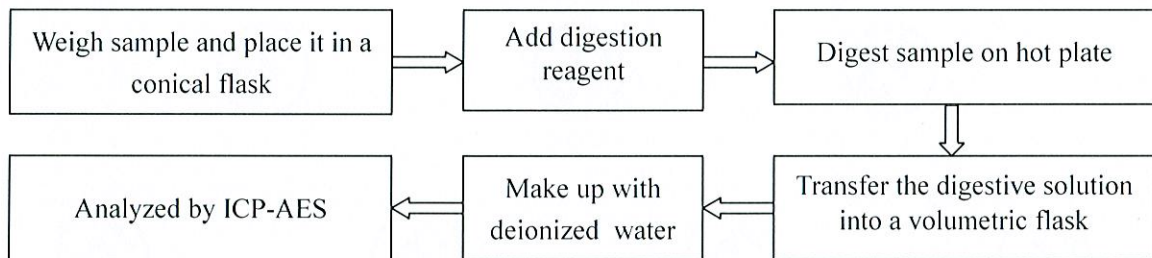 Weigh sample and place it in a
conical flask
Add digestion
reagent
Digest sample on hot plate
Transfer the digestive solution
into a volumetric flask
Make up with
deionized water
Analyzed by ICP-AES